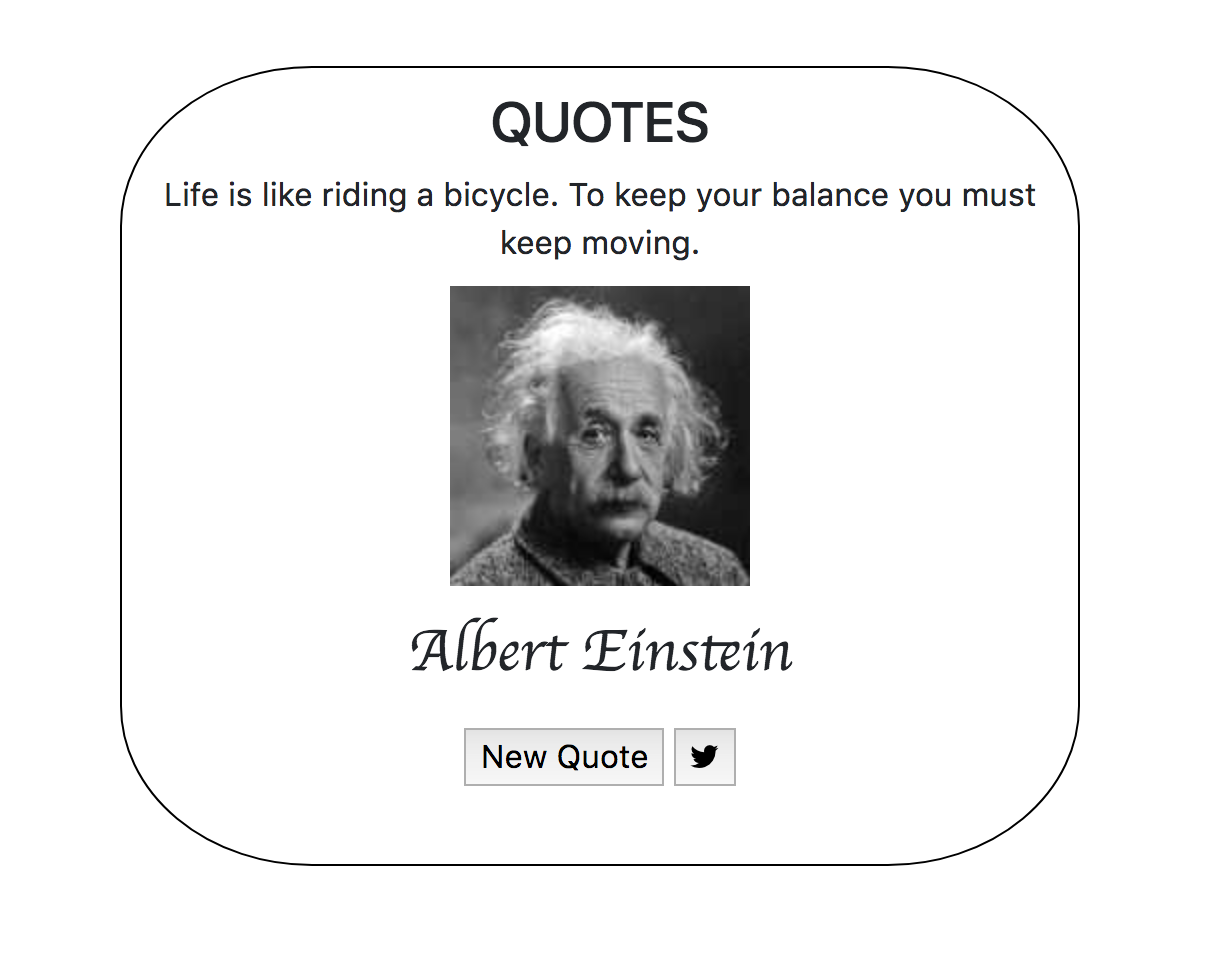 QUOTES
Life is like riding a bicycle. To keep your balance you must
keep moving.
Albert Einstein
New Quote